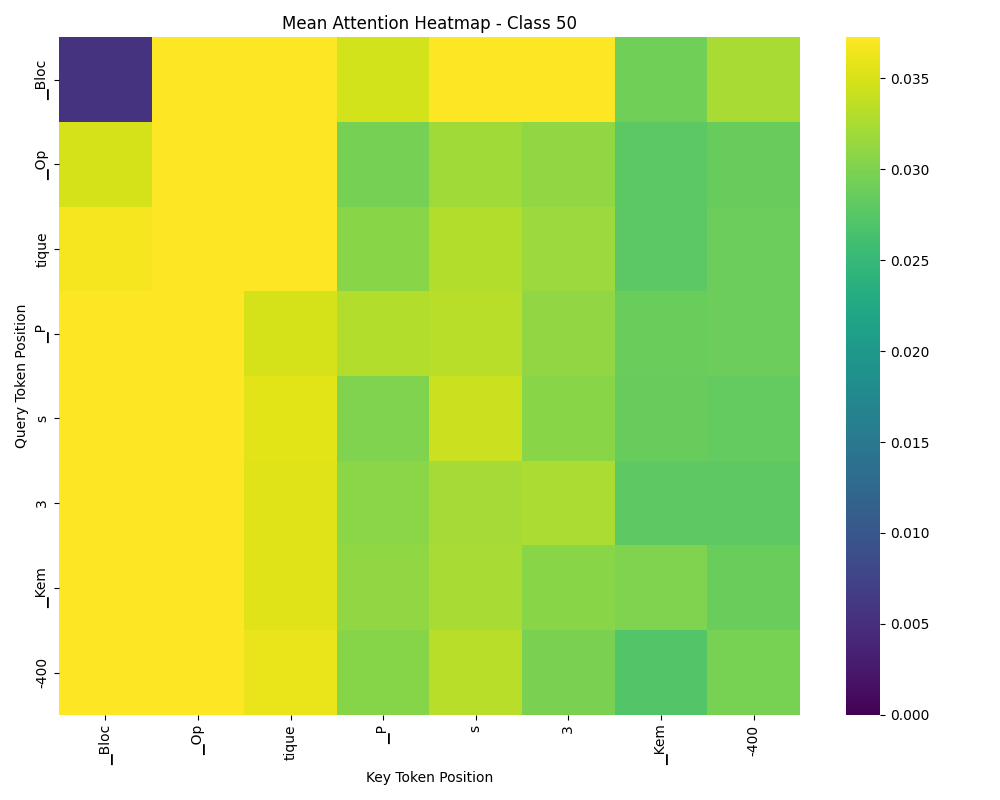 Mean Attention Heatmap - Class 50
Query Token Position
▁Bloc
▁Op
tique
▁P
s
3
▁Kem
-400
▁Bloc
▁Op
tique
▁P
s
3
▁Kem
-400
Key Token Position
0.035
0.030
0.025
0.020
0.015
0.010
0.005
0.000